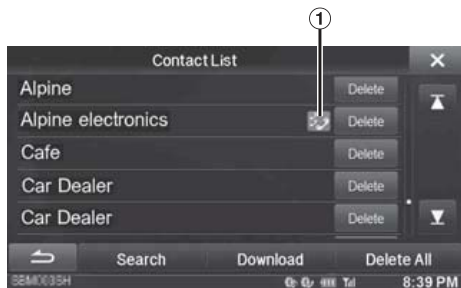 1
Contact List
Alpine Delete
Alpine electronics Delete
Cafe Delete
Car Dealer Delete
Car Dealer Delete
Search Download Delete All
8:39 PM